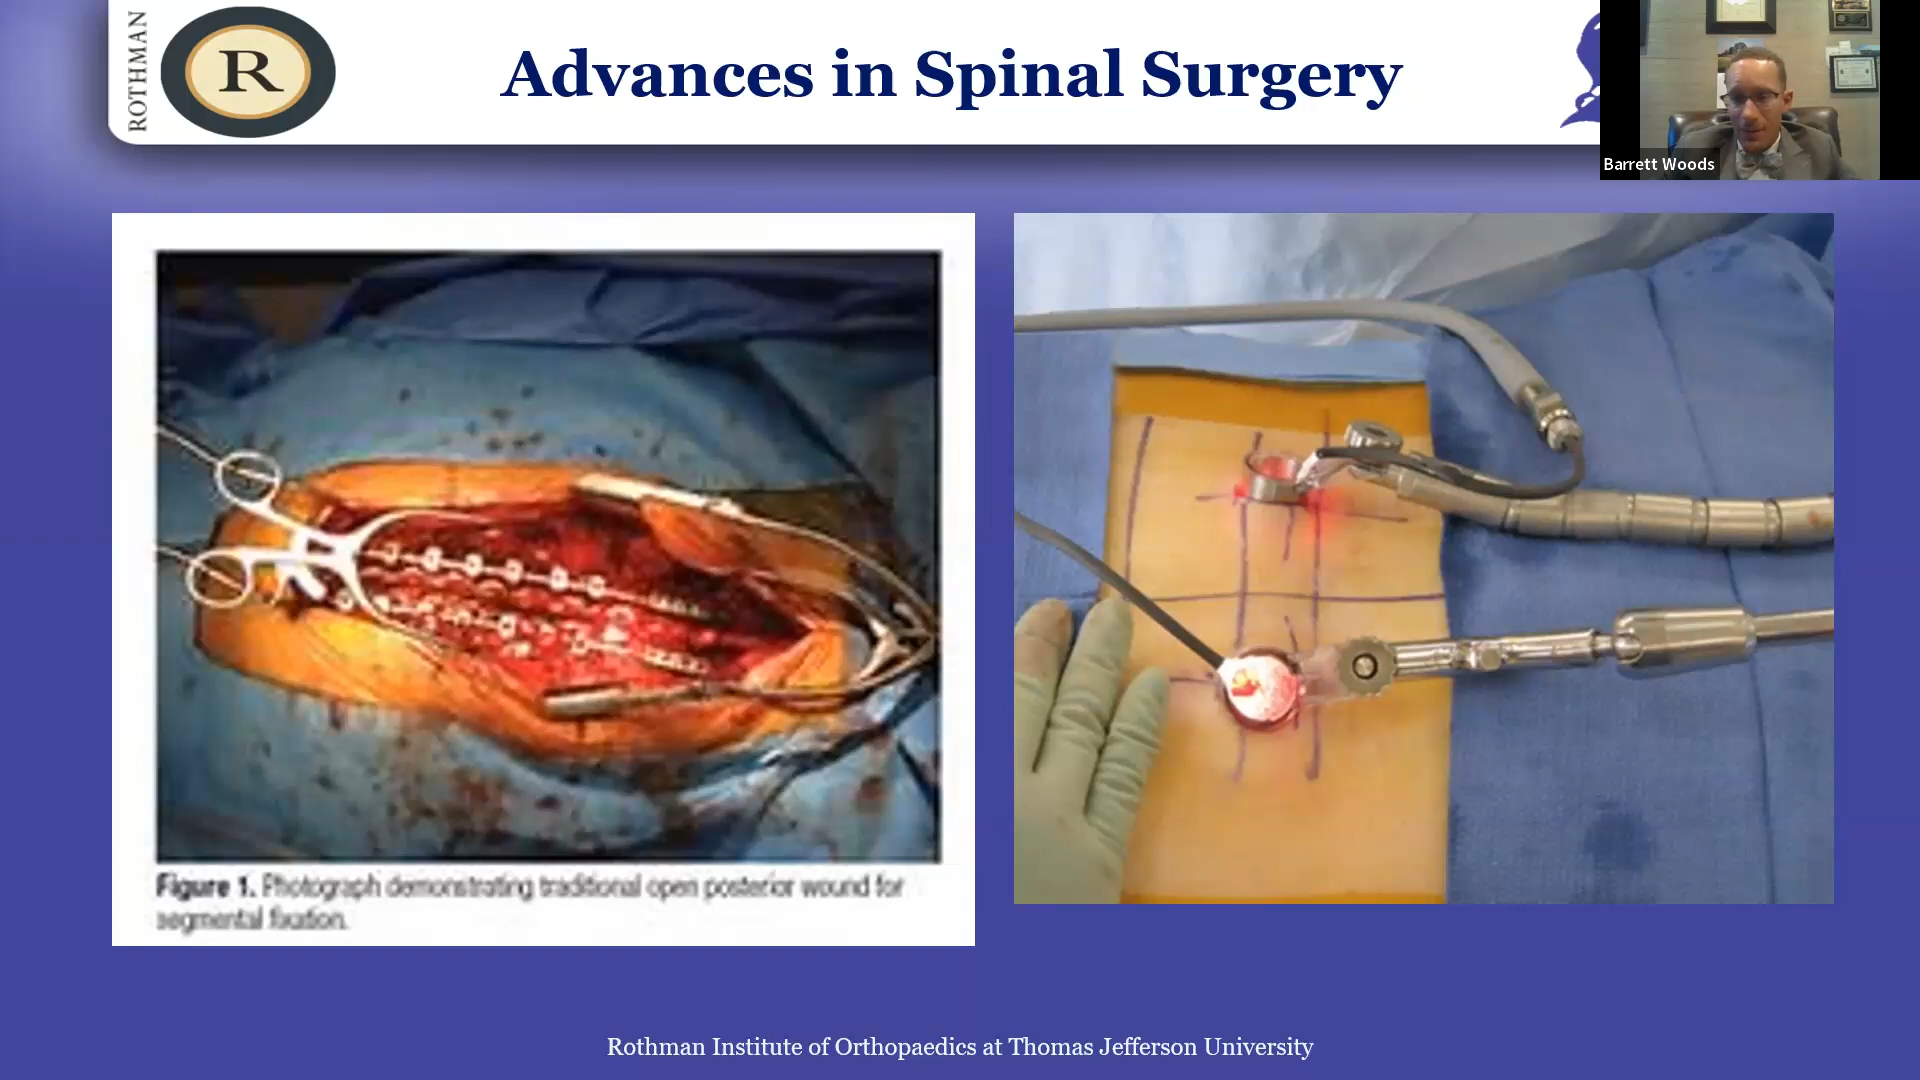 ROTHMAN
R
Advances in Spinal Surgery
Barrett Woods
Figure 1. Photograph demonstrating traditional open posterior wound for
segmental fixation.
Rothman Institute of Orthopaedics at Thomas Jefferson University